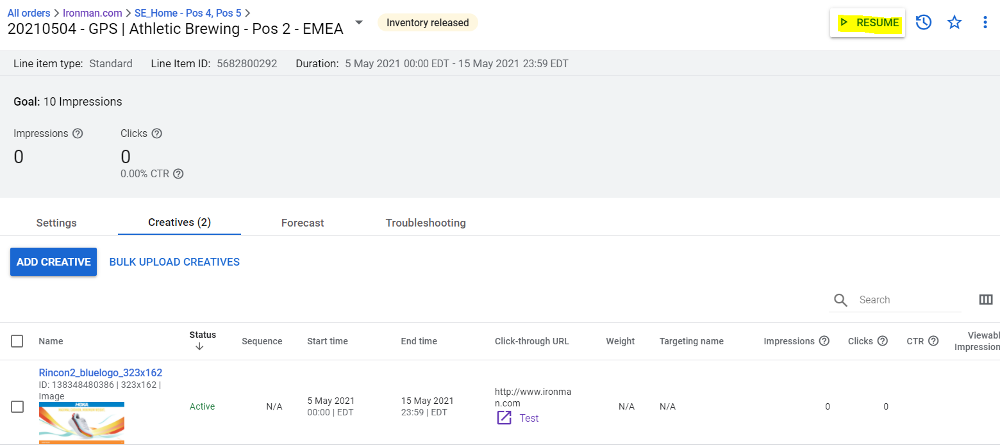 All orders > Ironman.com > SE_Home - Pos 4, Pos 5 >
20210504 - GPS | Athletic Brewing - Pos 2 - EMEA
Inventory released
RESUME
Line item type: Standard Line Item ID: 5682800292 Duration: 5 May 2021 00:00 EDT - 15 May 2021 23:59 EDT
Goal: 10 Impressions
Impressions Clicks
0 0
0.00% CTR
Settings Creatives (2) Forecast Troubleshooting
ADD CREATIVE BULK UPLOAD CREATIVES
Search
Name Status Sequence Start time End time Click-through URL Weight Targeting name Impressions Clicks CTR Viewabl
Impression
Rincon2_bluelogo_323x162
ID: 138348480386 | 323x162 |
Image
HOKA
Active
N/A
5 May 2021
00:00 | EDT
15 May 2021
23:59 | EDT
http://www.ironma
n.com
Test
N/A
N/A
0
0